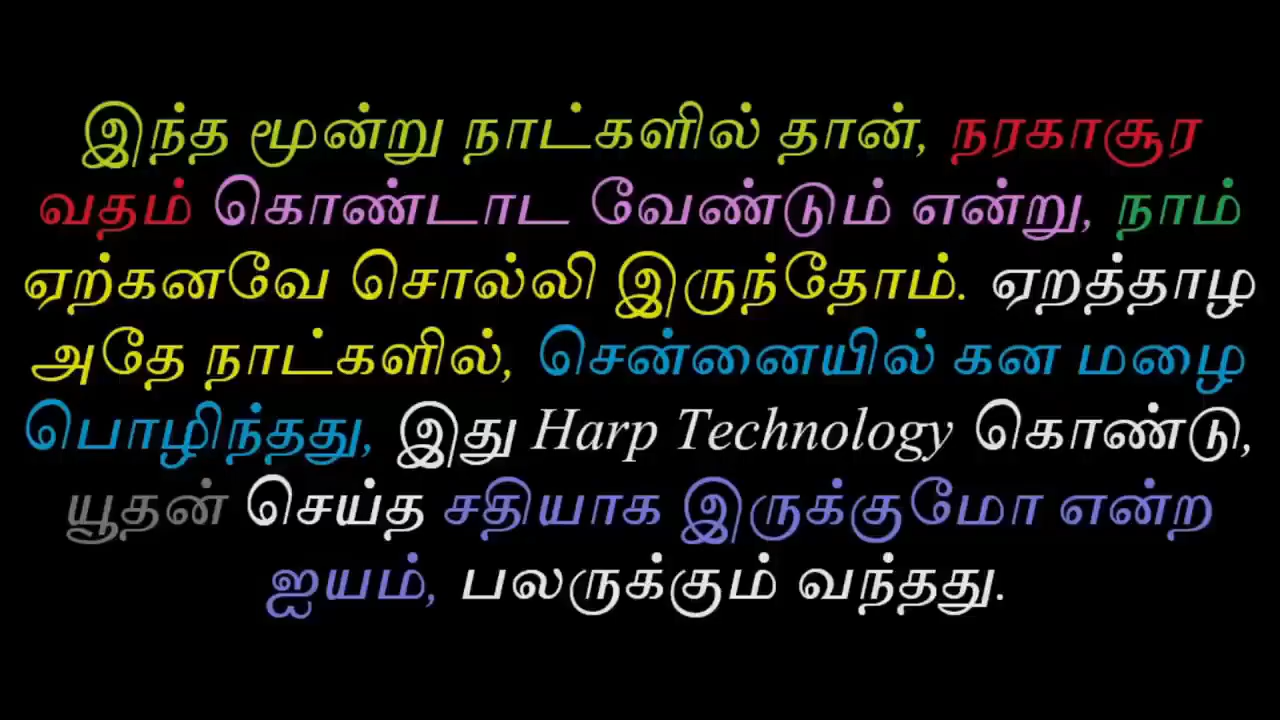 இந்த மூன்று நாட்களில் தான், நரகாசூர
வதம் கொண்டாட வேண்டும் என்று, நாம்
ஏற்கனவே சொல்லி இருந்தோம். ஏறத்தாழ
அதே நாட்களில், சென்னையில் கன மழை
பொழிந்தது, இது Harp Technology கொண்டு,
யூதன் செய்த சதியாக இருக்குமோ என்ற
ஐயம், பலருக்கும் வந்தது.